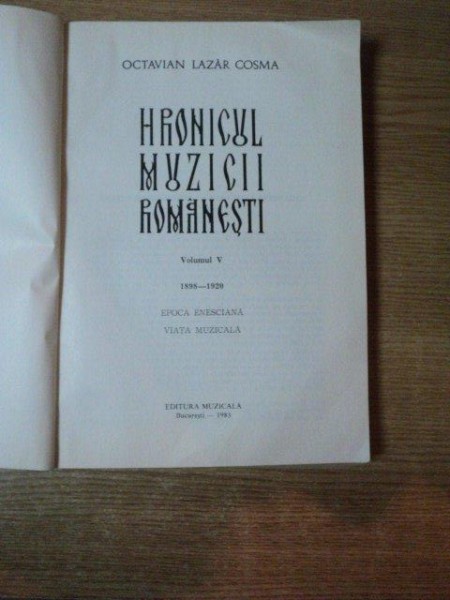 OCTAVIAN LAZĂR COSMA
HRONICUL
MUZICII
ROMÂNEȘTI
Volumul V
1898—1920
EPOCA ENESCIANĂ
VIAȚA MUZICALĂ
EDITURA MUZICALĂ
București — 1983